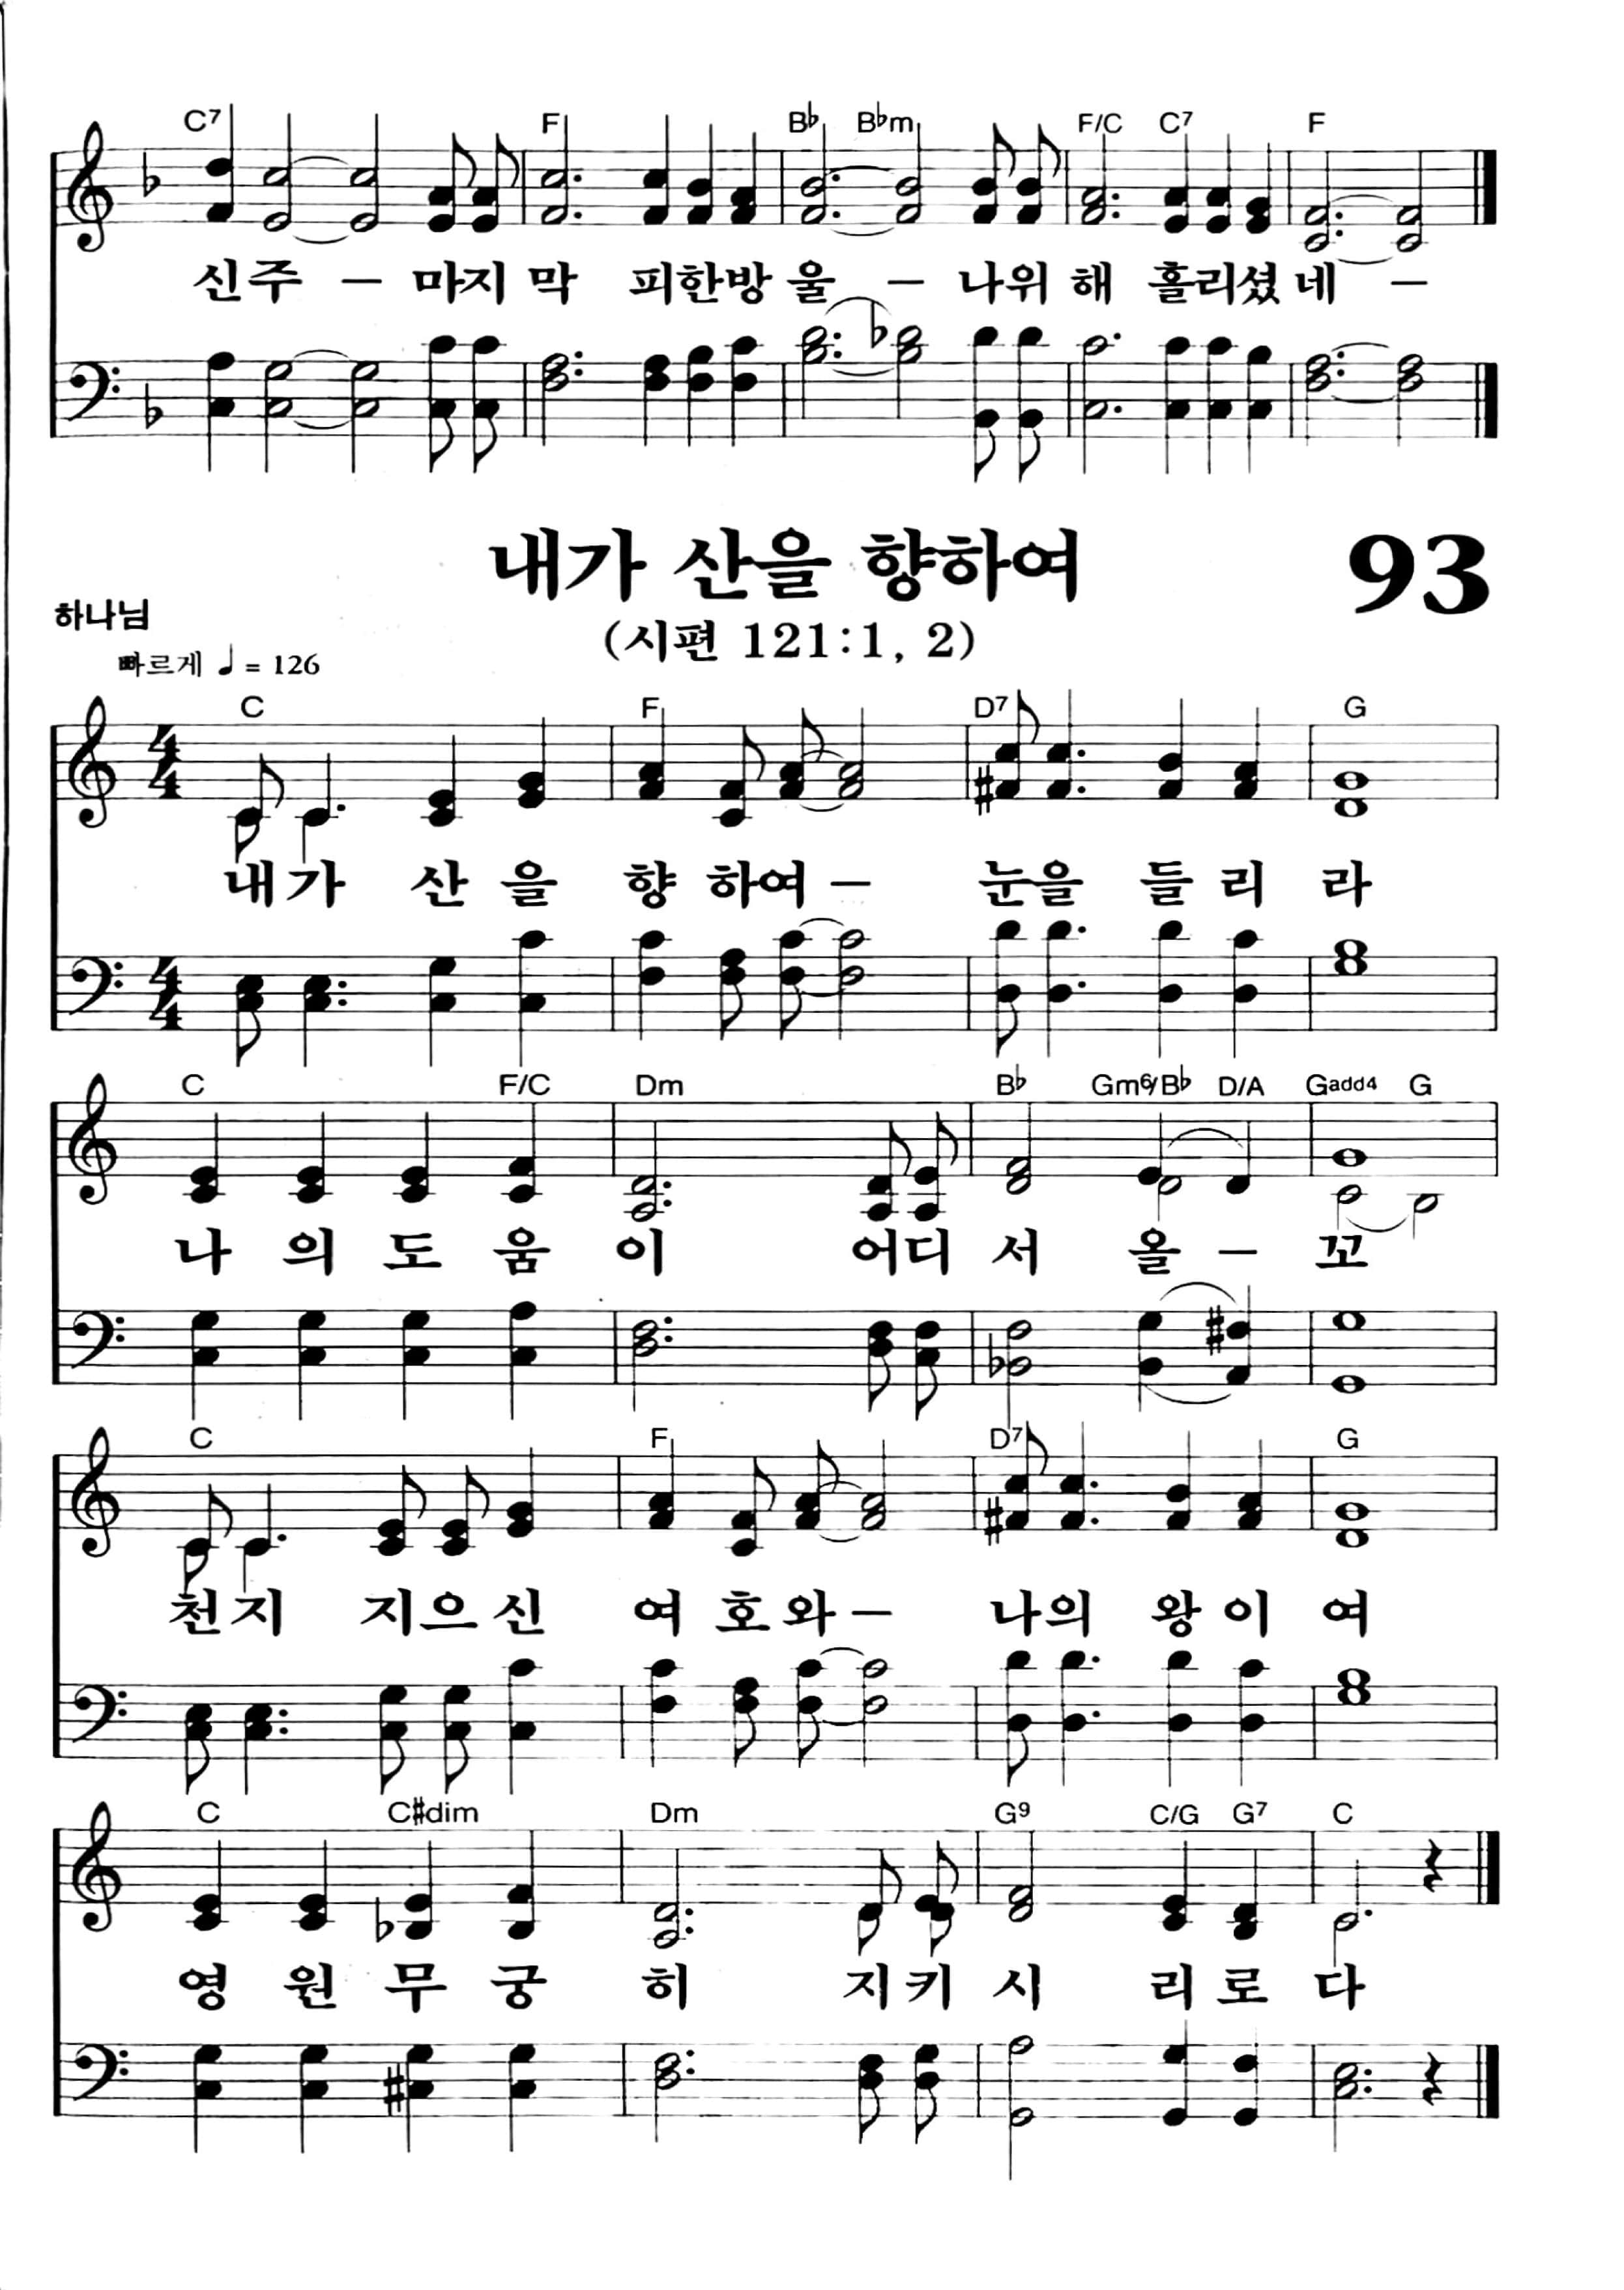 C7 F B♭ B♭m F/C C7 F
신주 – 마지 막 피한방 울 – 나위 해 흘리셨 네 –
내가 산을 향하여 93
하나님
(시편 121:1, 2)
빠르게 ♩ = 126
C F D7 G
내가 산 을 향 하여 – 눈을 들 리 라
C F/C Dm B♭ Gm6/B♭ D/A Gadd4 G
나 의 도 움 이 어디 서 올 – 꼬
C F D7 G
천지 지으 신 여 호 와 – 나의 왕 이 여
C C#dim Dm G9 C/G G7 C
영 원 무 궁 히 지 키 시 리 로 다